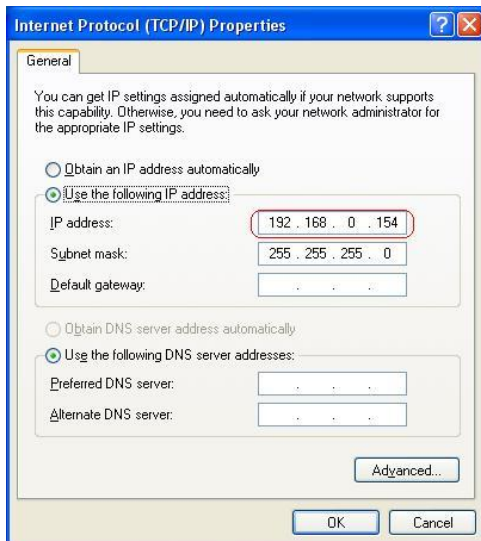 Internet Protocol (TCP/IP) Properties
General
You can get IP settings assigned automatically if your network supports
this capability. Otherwise, you need to ask your network administrator for
the appropriate IP settings.
Obtain an IP address automatically
Use the following IP address:
IP address: 192 . 168 . 0 . 154
Subnet mask: 255 . 255 . 255 . 0
Default gateway: . . .
Obtain DNS server address automatically
Use the following DNS server addresses:
Preferred DNS server: . . .
Alternate DNS server: . . .
Advanced...
OK Cancel